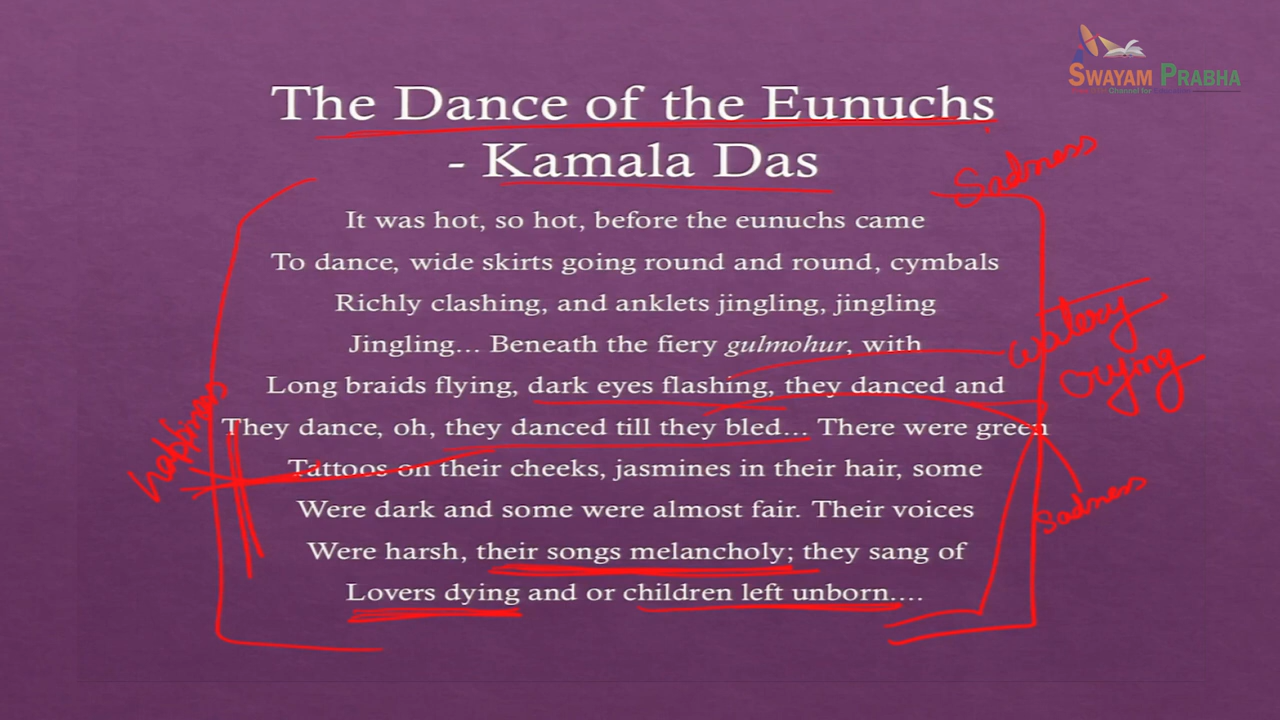 SWAYAM PRABHA
The Dance of the Eunuchs
- Kamala Das
Sadness
It was hot, so hot, before the eunuchs came
To dance, wide skirts going round and round, cymbals
Richly clashing, and anklets jingling, jingling
Jingling... Beneath the fiery gulmohur, with
watery
Long braids flying, dark eyes flashing, they danced and
crying
They dance, oh, they danced till they bled... There were green
happiness
Tattoos on their cheeks, jasmines in their hair, some
Were dark and some were almost fair. Their voices
Sadness
Were harsh, their songs melancholy; they sang of
Lovers dying and or children left unborn....